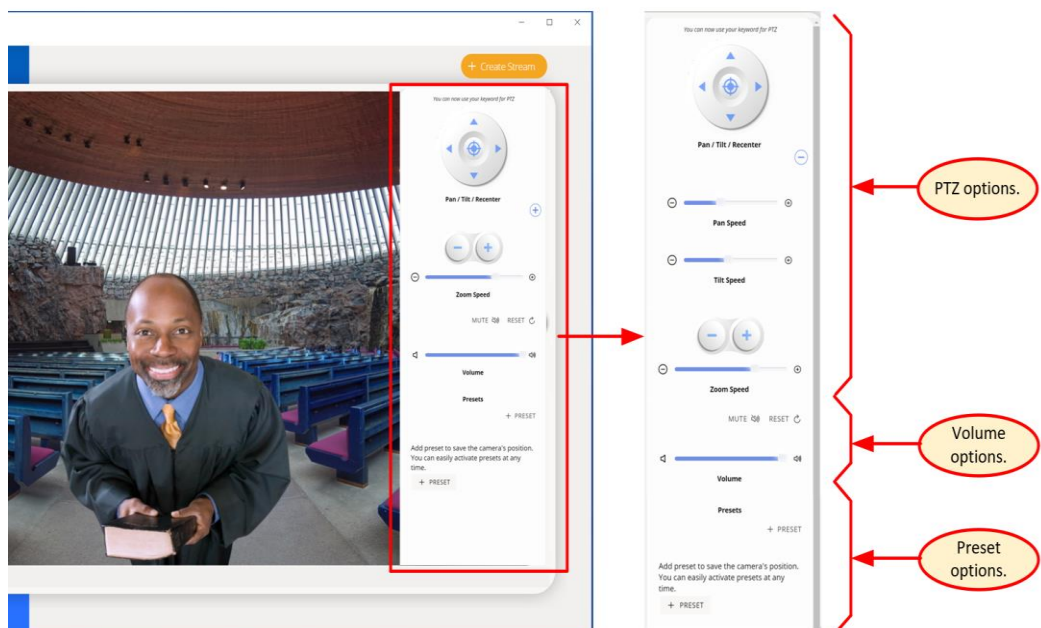 + Create Stream
You can now use your keyword for PTZ
Pan / Tilt / Recenter
Zoom Speed
MUTE RESET
Volume
Presets
+ PRESET
Add preset to save the camera's position.
You can easily activate presets at any
time.
+ PRESET
You can now use your keyword for PTZ
Pan / Tilt / Recenter
Pan Speed
Tilt Speed
Zoom Speed
MUTE RESET
Volume
Presets
+ PRESET
Add preset to save the camera's position.
You can easily activate presets at any
time.
+ PRESET
PTZ options.
Volume
options.
Preset
options.